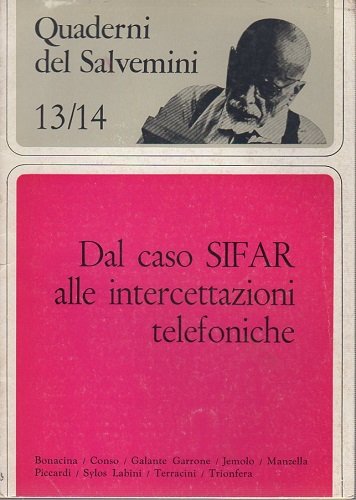 Quaderni
del Salvemini
13/14
Dal caso SIFAR
alle intercettazioni
telefoniche
Bonacina / Conso / Galante Garrone / Jemolo / Manzella
Piccardi / Sylos Labini / Terracini / Trionfera